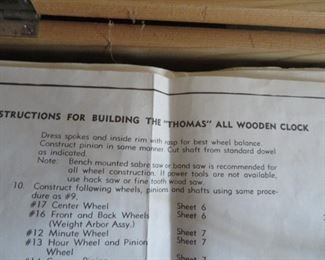 STRUCTIONS FOR BUILDING THE "THOMAS" ALL WOODEN CLOCK
Dress spokes and inside rim with rasp for best wheel balance.
Construct pinion in same manner. Cut shaft from standard dowel
as indicated.
Note: Bench mounted sabre saw or band saw is recommended for
all wheel construction. If power tools are not available,
use hack saw or fine tooth wood saw.
10. Construct following wheels, pinions and shafts using same proce-
dure as #9.
#17 Center Wheel Sheet 6
#16 Front and Back Wheels Sheet 6
(Weight Arbor Assy.)
#12 Minute Wheel Sheet 7
#13 Hour Wheel and Pinion Sheet 7
Wheel